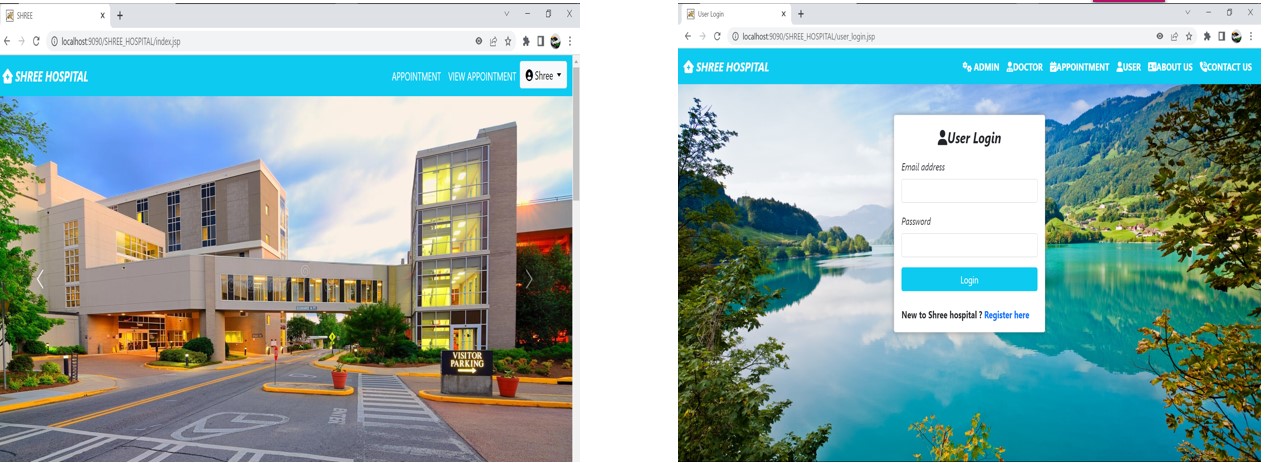 SHREE
localhost:9090/SHREE_HOSPITAL/index.jsp
SHREE HOSPITAL
APPOINTMENT VIEW APPOINTMENT Shree
VISITOR
PARKING
User Login
localhost:9090/SHREE_HOSPITAL/user_login.jsp
SHREE HOSPITAL
ADMIN DOCTOR APPOINTMENT USER ABOUT US CONTACT US
User Login
Email address
Password
Login
New to Shree hospital ? Register here